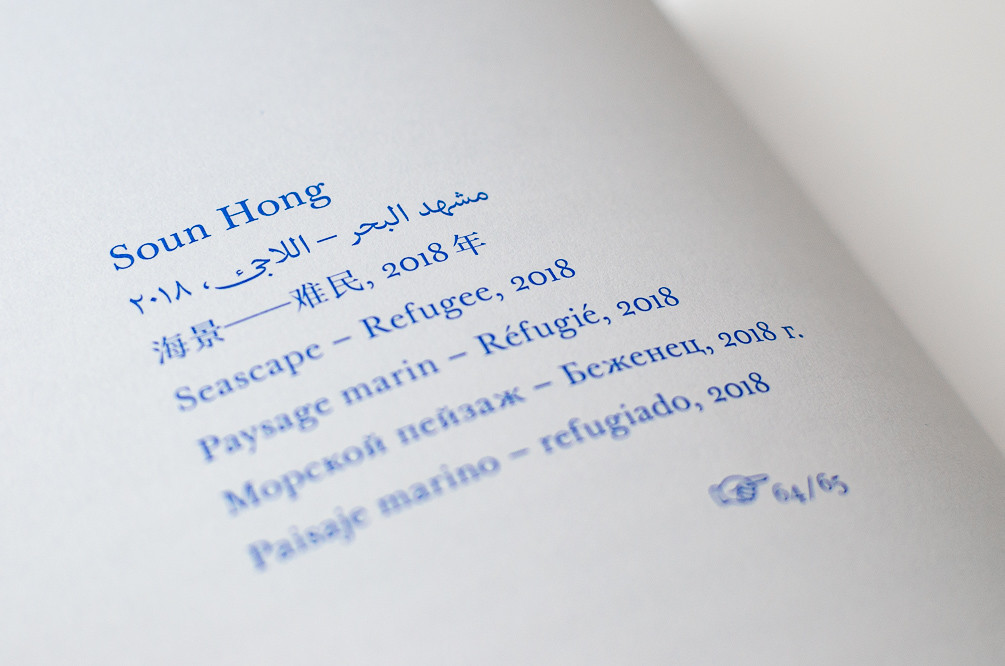 Soun Hong
مشهد البحر – اللاجئ، ٢٠١٨
海景——难民, 2018 年
Seascape – Refugee, 2018
Paysage marin – Réfugié, 2018
Морской пейзаж – Беженец, 2018 г.
Paisaje marino – refugiado, 2018
☞ 64/65